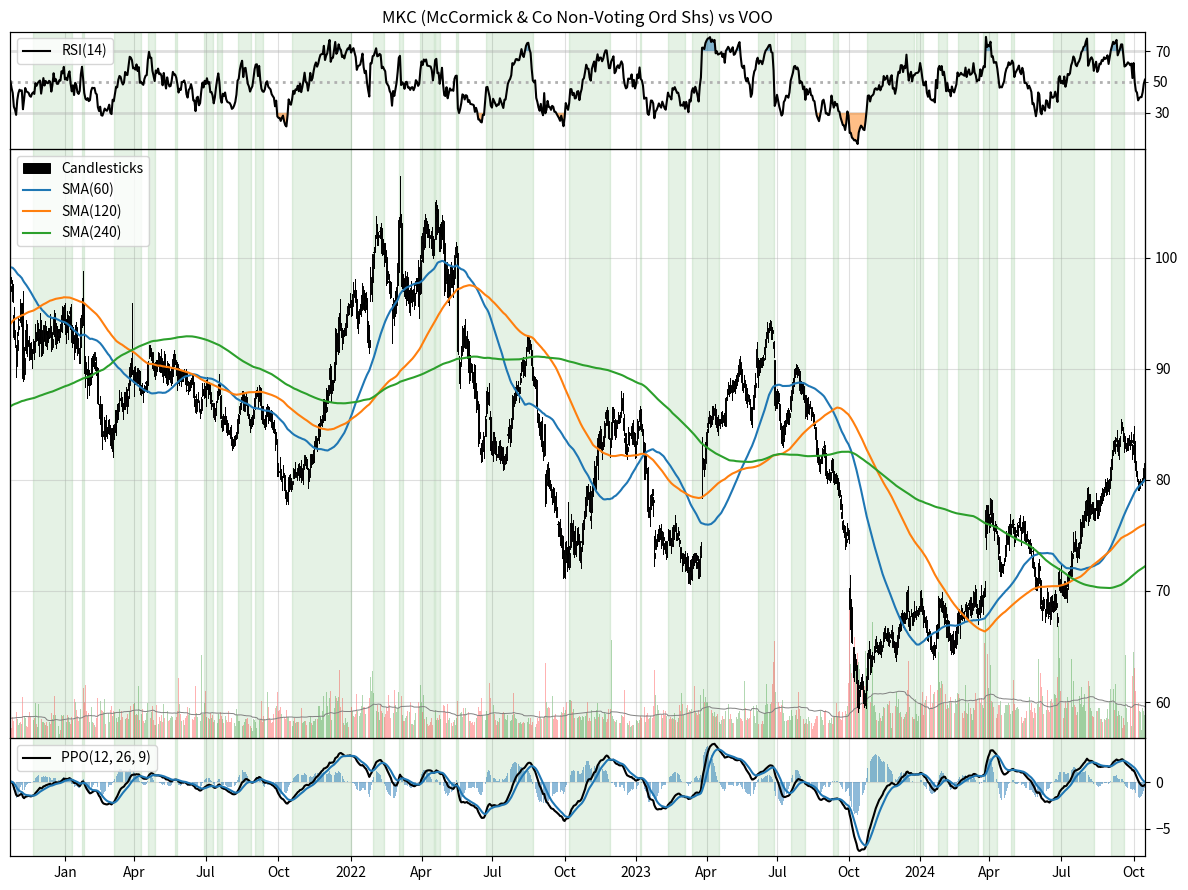 MKC (McCormick & Co Non-Voting Ord Shs) vs VOO
RSI(14)
70
50
30
Candlesticks
SMA(60)
SMA(120)
SMA(240)
100
90
80
70
60
PPO(12, 26, 9)
0
−5
Jan Apr Jul Oct 2022 Apr Jul Oct 2023 Apr Jul Oct 2024 Apr Jul Oct